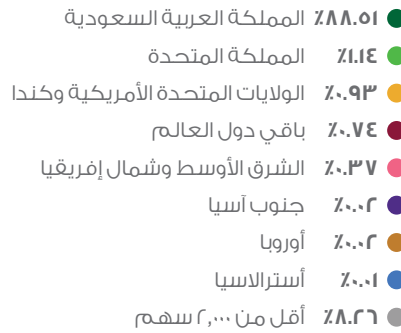 ٪٨٨.٥١ المملكة العربية السعودية
٪١.١٤ المملكة المتحدة
٪٠.٩٣ الولايات المتحدة الأمريكية وكندا
٪٠.٧٤ باقي دول العالم
٪٠.٣٧ الشرق الأوسط وشمال إفريقيا
٪٠.٠٢ جنوب آسيا
٪٠.٠٢ أوروبا
٪٠.٠١ أسترالاسيا
٪٨.٢٦ أقل من ٢,٠٠٠ سهم